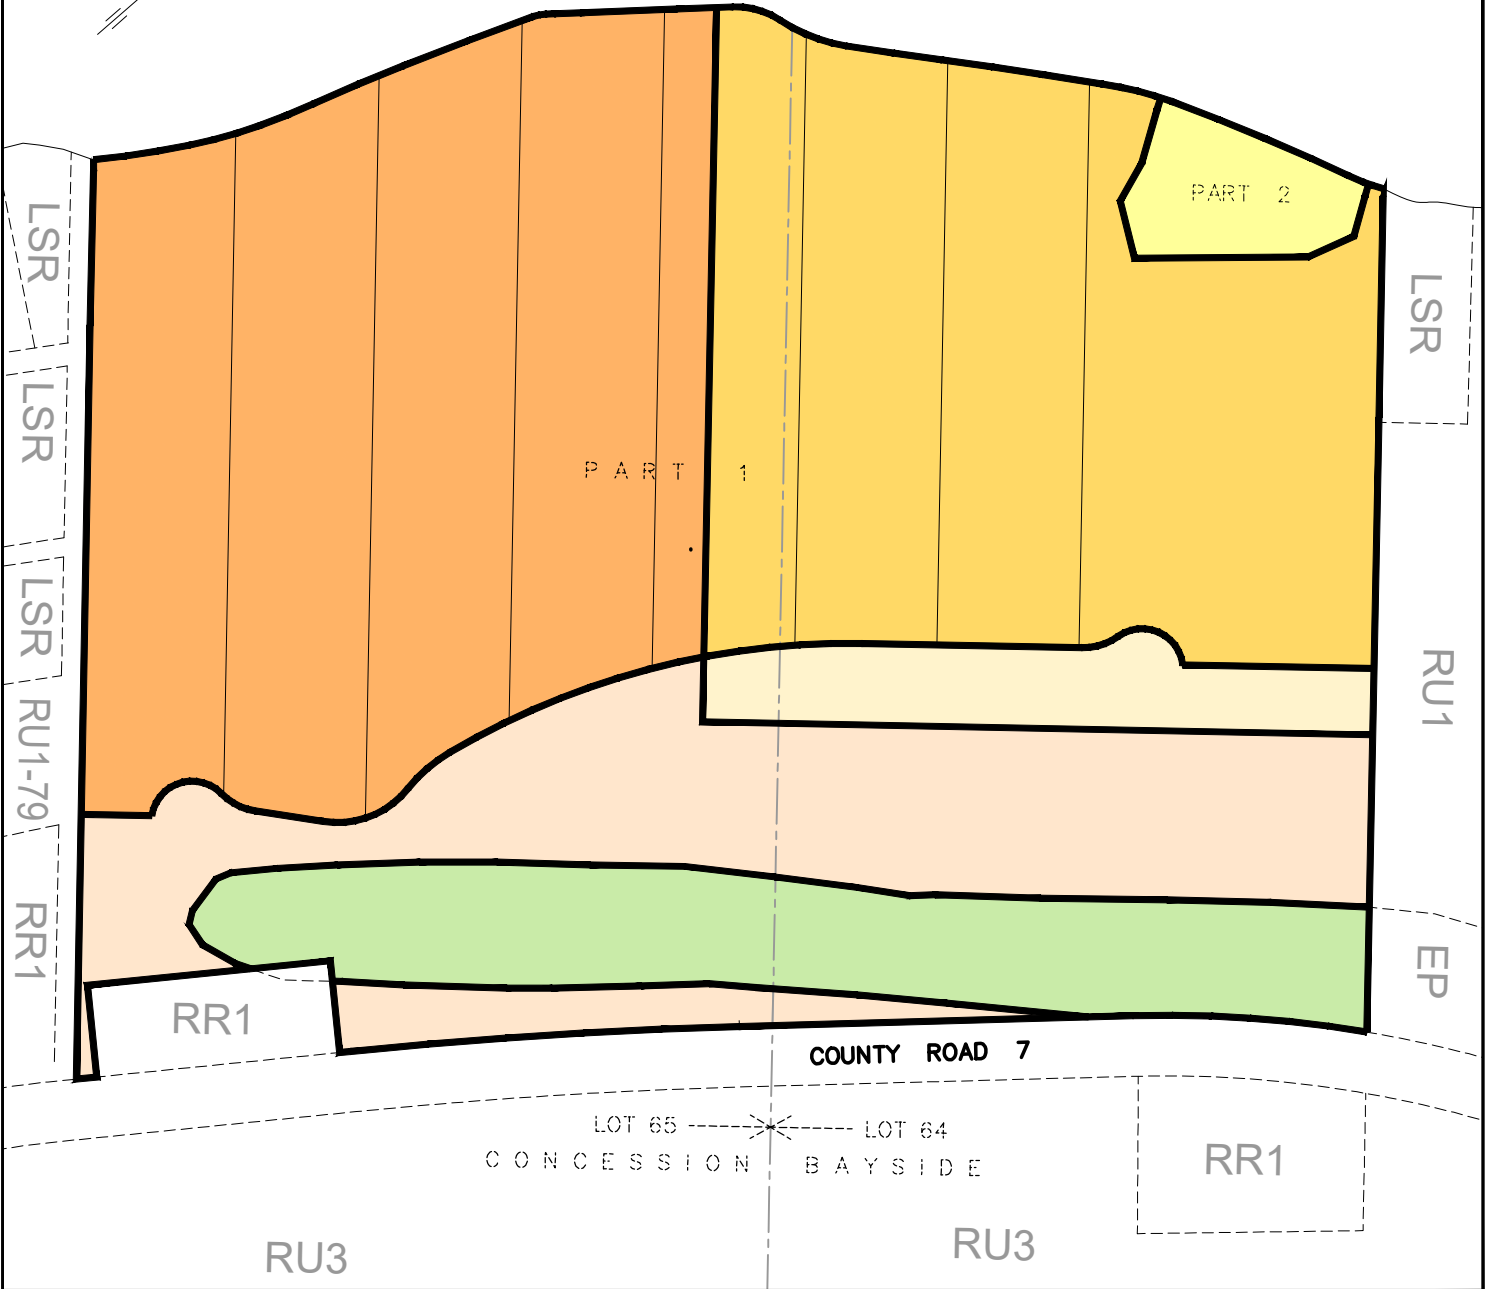 PART 2
LSR
LSR
LSR
PART 1
LSR
RU1
RU1-79
RR1
EP
RR1
COUNTY ROAD 7
LOT 65 LOT 64
CONCESSION BAYSIDE
RR1
RU3
RU3